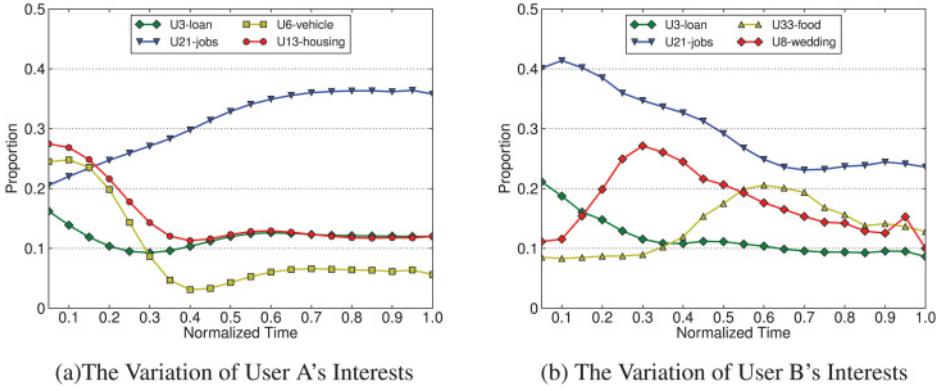 0.5
0.4
0.3
0.2
0.1
0
Proportion
U3-loan
U6-vehicle
U21-jobs
U13-housing
0.1 0.2 0.3 0.4 0.5 0.6 0.7 0.8 0.9 1.0
Normalized Time
(a)The Variation of User A's Interests
0.5
0.4
0.3
0.2
0.1
0
Proportion
U3-loan
U33-food
U21-jobs
U8-wedding
0.1 0.2 0.3 0.4 0.5 0.6 0.7 0.8 0.9 1.0
Normalized Time
(b) The Variation of User B's Interests